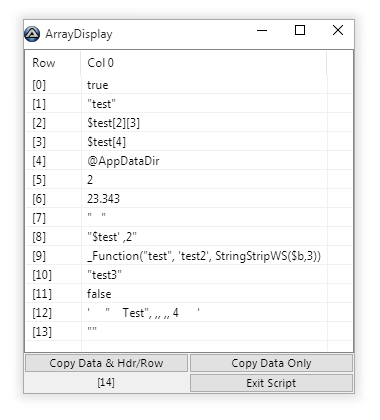 ArrayDisplay
Row Col 0
[0] true
[1] "test"
[2] $test[2][3]
[3] $test[4]
[4] @AppDataDir
[5] 2
[6] 23.343
[7] "   "
[8] "$test' ,2"
[9] _Function("test", 'test2', StringStripWS($b,3))
[10] "test3"
[11] false
[12] '     "    Test", ,, ,, 4      '
[13] ""
Copy Data & Hdr/Row Copy Data Only
[14] Exit Script